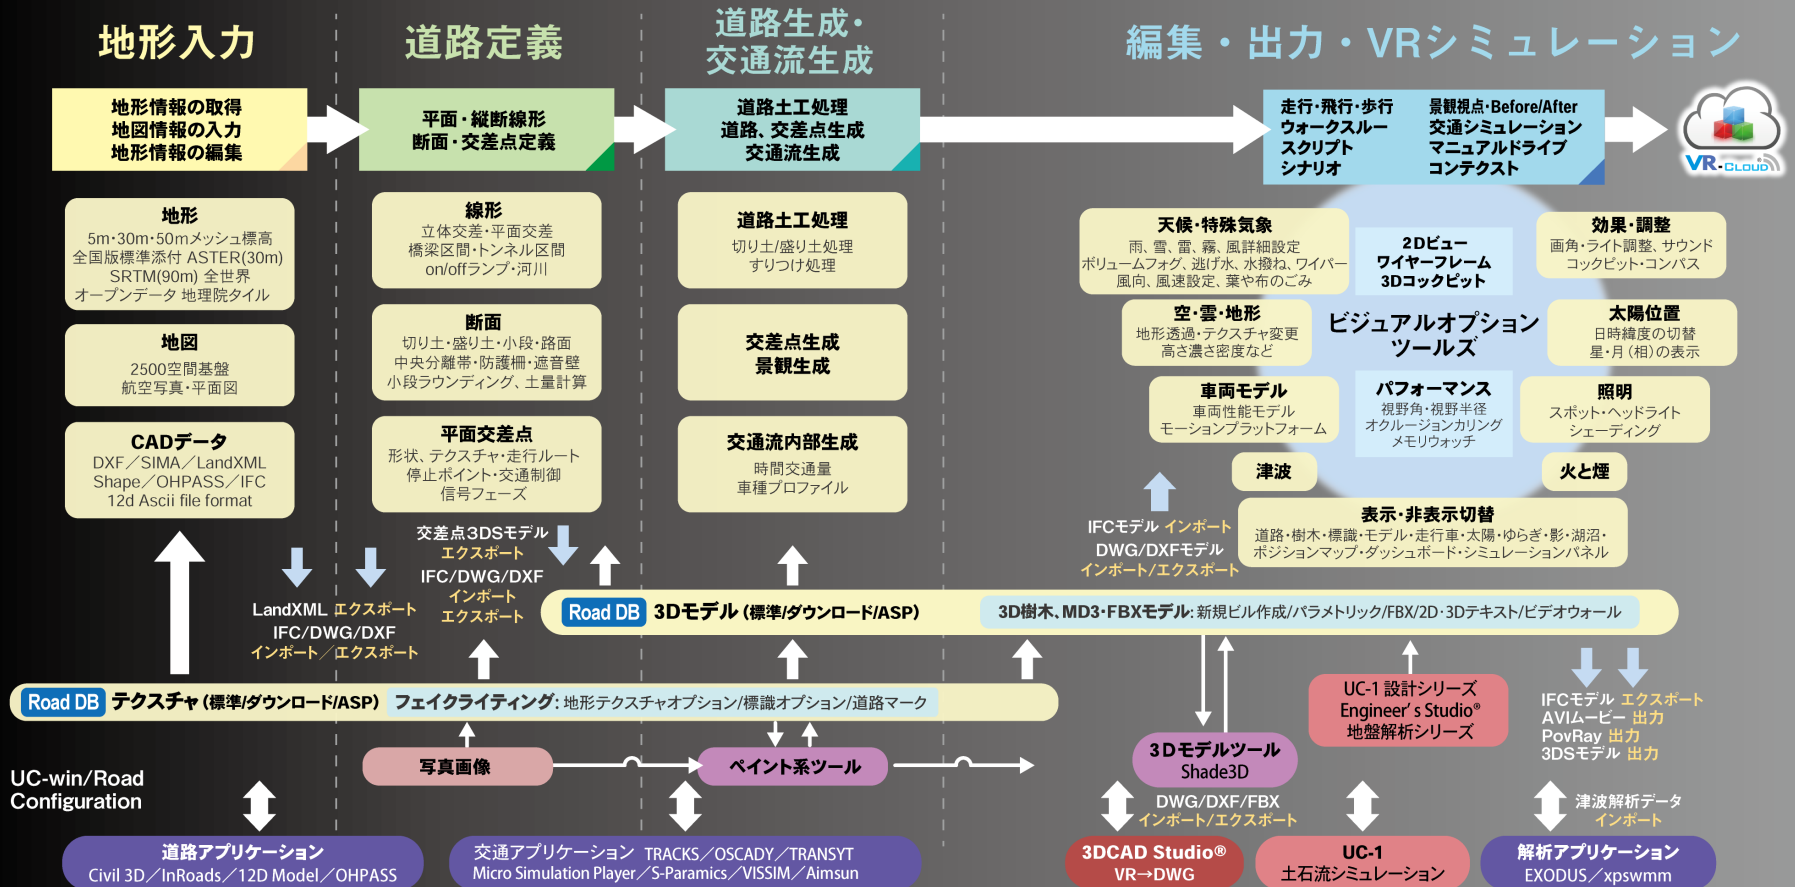 地形入力
道路定義
道路生成・
交通流生成
編集・出力・VRシミュレーション
地形情報の取得
地図情報の入力
地形情報の編集
平面・縦断線形
断面・交差点定義
道路土工処理
道路、交差点生成
交通流生成
走行・飛行・歩行
ウォークスルー
スクリプト
シナリオ
景観視点・Before/After
交通シミュレーション
マニュアルドライブ
コンテクスト
VR-CLOUD
地形
5m・30m・50mメッシュ標高
全国版標準添付 ASTER(30m)
SRTM(90m) 全世界
オープンデータ 地理院タイル
地図
2500空間基盤
航空写真・平面図
CADデータ
DXF／SIMA／LandXML
Shape／OHPASS／IFC
12d Ascii file format
線形
立体交差・平面交差
橋梁区間・トンネル区間
on/offランプ・河川
断面
切り土・盛り土・小段・路面
中央分離帯・防護柵・遮音壁
小段ラウンディング、土量計算
平面交差点
形状、テクスチャ・走行ルート
停止ポイント・交通制御
信号フェーズ
道路土工処理
切り土/盛り土処理
すりつけ処理
交差点生成
景観生成
交通流内部生成
時間交通量
車種プロファイル
天候・特殊気象
雨、雪、雷、霧、風詳細設定
ボリュームフォグ、逃げ水、水撥ね、ワイパー
風向、風速設定、葉や布のごみ
空・雲・地形
地形透過・テクスチャ変更
高さ濃さ密度など
車両モデル
車両性能モデル
モーションプラットフォーム
津波
2Dビュー
ワイヤーフレーム
3Dコックピット
ビジュアルオプション
ツールズ
パフォーマンス
視野角・視野半径
オクルージョンカリング
メモリウォッチ
効果・調整
画角・ライト調整、サウンド
コックピット・コンパス
太陽位置
日時緯度の切替
星・月（相）の表示
照明
スポット・ヘッドライト
シェーディング
火と煙
表示・非表示切替
道路・樹木・標識・モデル・走行車・太陽・ゆらぎ・影・湖沼・
ポジションマップ・ダッシュボード・シミュレーションパネル
IFCモデル インポート
DWG/DXFモデル
インポート/エクスポート
交差点3DSモデル
エクスポート
IFC/DWG/DXF
インポート
エクスポート
LandXML エクスポート
IFC/DWG/DXF
インポート／エクスポート
Road DB 3Dモデル（標準/ダウンロード/ASP）
3D樹木、MD3・FBXモデル：新規ビル作成/パラメトリック/FBX/2D・3Dテキスト/ビデオウォール
Road DB テクスチャ（標準/ダウンロード/ASP）
フェイクライティング：地形テクスチャオプション/標識オプション/道路マーク
写真画像
ペイント系ツール
3Dモデルツール
Shade3D
UC-1 設計シリーズ
Engineer's Studio®
地盤解析シリーズ
IFCモデル エクスポート
AVIムービー 出力
PovRay 出力
3DSモデル 出力
DWG/DXF/FBX
インポート/エクスポート
津波解析データ
インポート
UC-win/Road
Configuration
道路アプリケーション
Civil 3D／InRoads／12D Model／OHPASS
交通アプリケーション TRACKS／OSCADY／TRANSYT
Micro Simulation Player／S-Paramics／VISSIM／Aimsun
3DCAD Studio®
VR→DWG
UC-1
土石流シミュレーション
解析アプリケーション
EXODUS／xpswmm